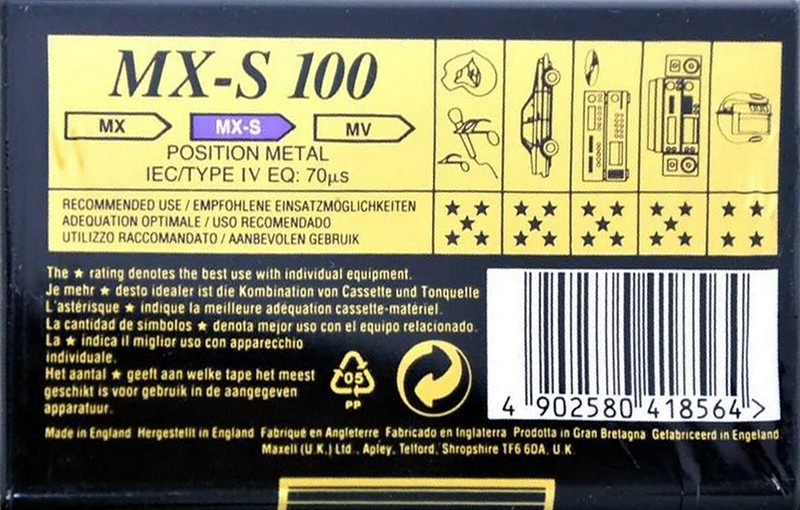 MX-S 100
MX MX-S MV
POSITION METAL
IEC/TYPE IV EQ: 70µs
RECOMMENDED USE / EMPFOHLENE EINSATZMÖGLICHKEITEN
ADEQUATION OPTIMALE / USO RECOMENDADO
UTILIZZO RACCOMANDATO / AANBEVOLEN GEBRUIK
The ★ rating denotes the best use with individual equipment.
Je mehr ★ desto idealer ist die Kombination von Cassette und Tonquelle
L'astérisque ★ indique la meilleure adéquation cassette-matériel.
La cantidad de simbolos ★ denota mejor uso con el equipo relacionado.
La ★ indica il miglior uso con apparecchio
individuale.
Het aantal ★ geeft aan welke tape het meest
geschikt is voor gebruik in de aangegeven
apparatuur.
05
PP
4 902580 418564 >
Made in England Hergestellt in England Fabriqué en Angleterre Fabricado en Inglaterra Prodotta in Gran Bretagna Gefabriceerd in Engeland
Maxell (U.K.) Ltd., Apley, Telford, Shropshire TF6 6DA, U.K.